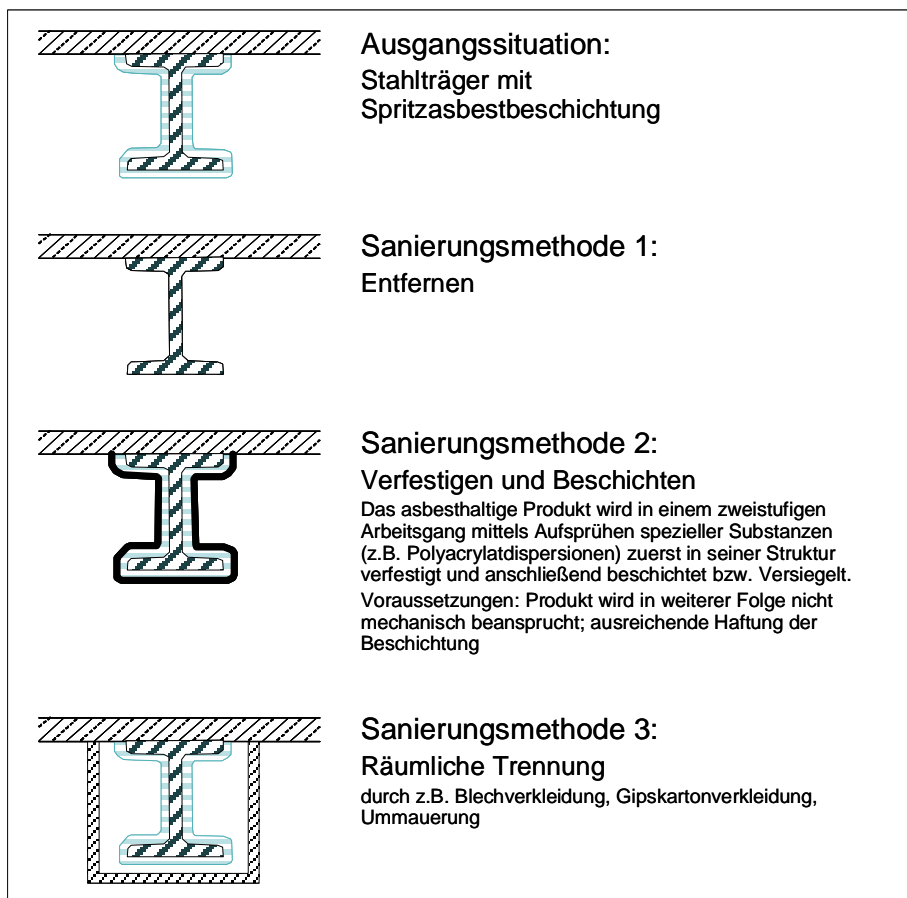 Ausgangssituation:
Stahlträger mit
Spritzasbestbeschichtung
Sanierungsmethode 1:
Entfernen
Sanierungsmethode 2:
Verfestigen und Beschichten
Das asbesthaltige Produkt wird in einem zweistufigen
Arbeitsgang mittels Aufsprühen spezieller Substanzen
(z.B. Polyacrylatdispersionen) zuerst in seiner Struktur
verfestigt und anschließend beschichtet bzw. Versiegelt.
Voraussetzungen: Produkt wird in weiterer Folge nicht
mechanisch beansprucht; ausreichende Haftung der
Beschichtung
Sanierungsmethode 3:
Räumliche Trennung
durch z.B. Blechverkleidung, Gipskartonverkleidung,
Ummauerung